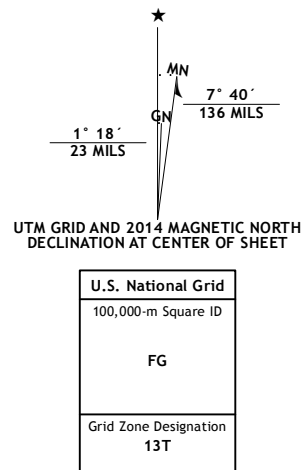 ★
MN
GN
7° 40´
136 MILS
1° 18´
23 MILS
UTM GRID AND 2014 MAGNETIC NORTH
DECLINATION AT CENTER OF SHEET
U.S. National Grid
100,000-m Square ID
FG
Grid Zone Designation
13T